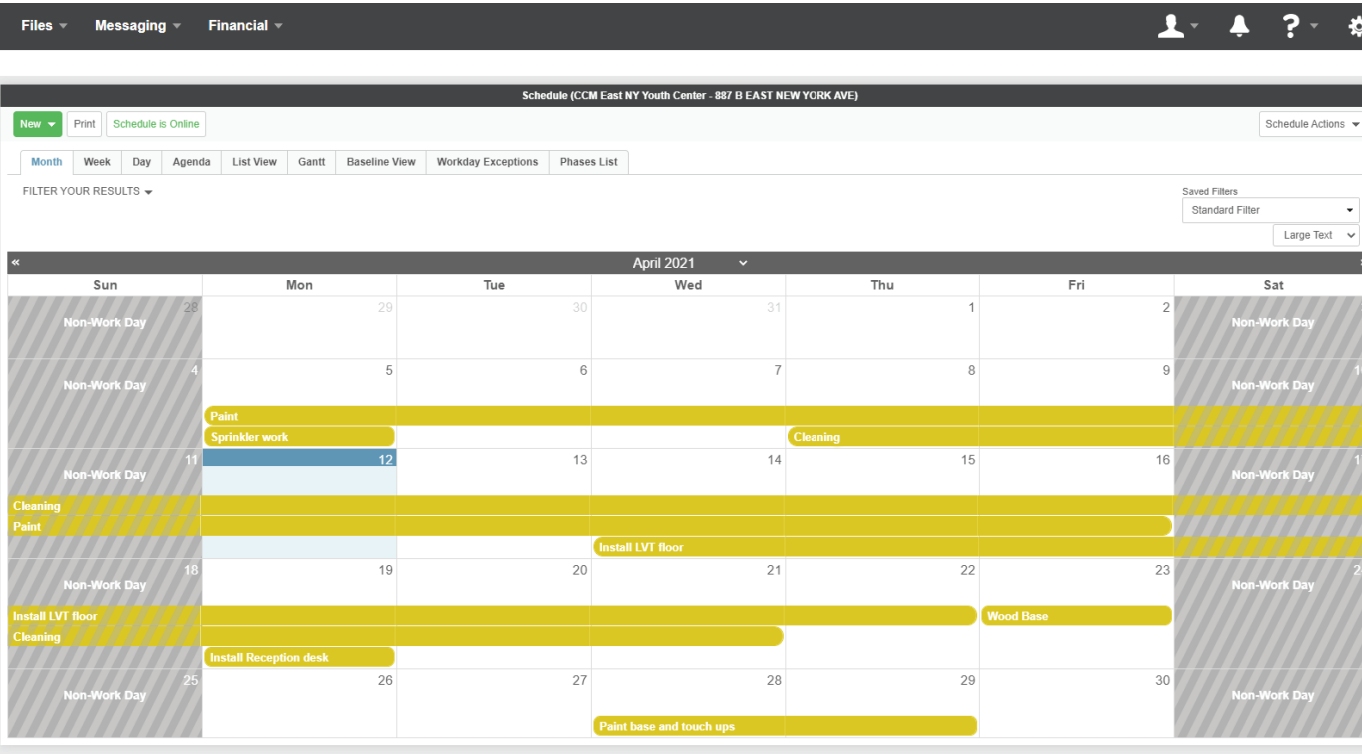 Files Messaging Financial ?
Schedule (CCM East NY Youth Center - 887 B EAST NEW YORK AVE)
New Print Schedule is Online Schedule Actions
Month Week Day Agenda List View Gantt Baseline View Workday Exceptions Phases List
FILTER YOUR RESULTS Saved Filters
Standard Filter
Large Text
« April 2021
Sun Mon Tue Wed Thu Fri Sat
28 29 30 31 1 2
Non-Work Day Non-Work Day
4 5 6 7 8 9
Non-Work Day Non-Work Day
Paint
Sprinkler work Cleaning
11 12 13 14 15 16
Non-Work Day Non-Work Day
Cleaning
Paint
Install LVT floor
18 19 20 21 22 23
Non-Work Day Non-Work Day
Install LVT floor Wood Base
Cleaning
Install Reception desk
25 26 27 28 29 30
Non-Work Day Non-Work Day
Paint base and touch ups